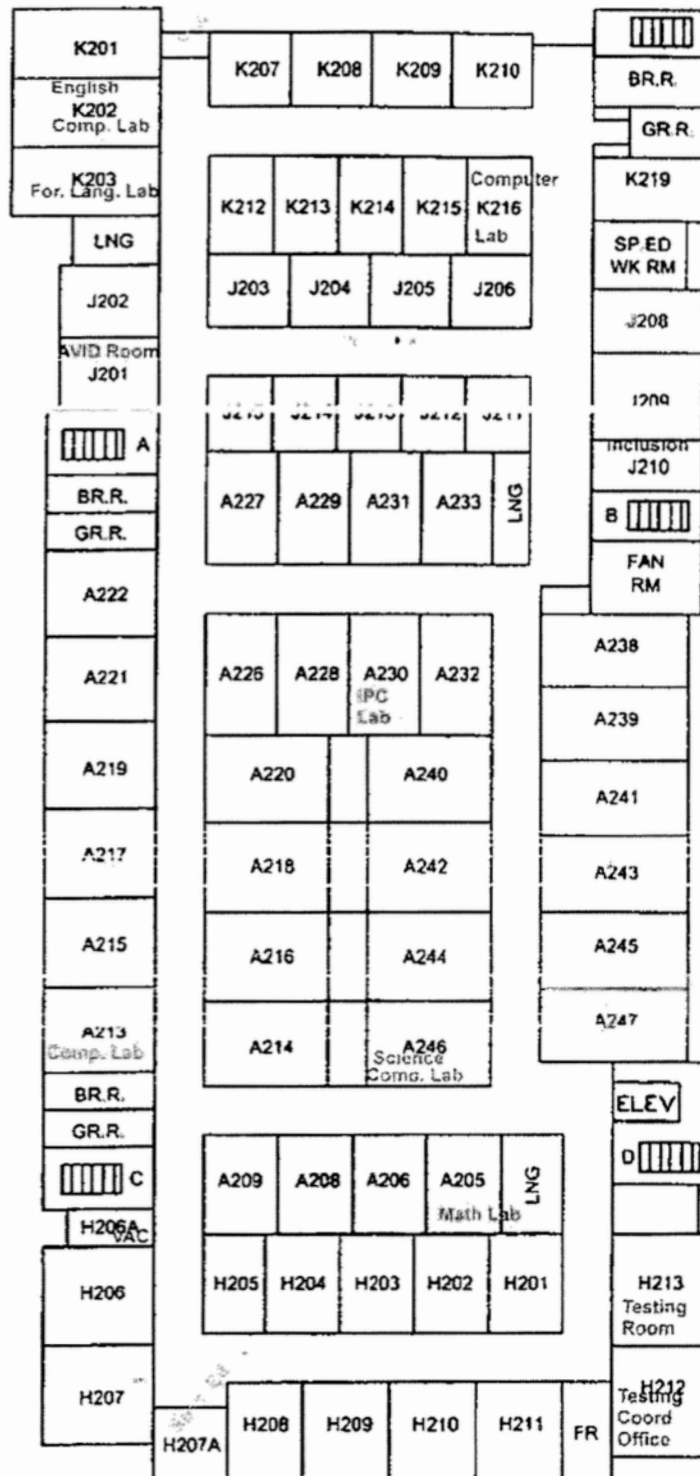 K201
English
K202
Comp. Lab
K203
For. Lang. Lab
LNG
J202
AVID Room
J201
A
BR.R.
GR.R.
A222
A221
A219
A217
A215
A213
Comp. Lab
BR.R.
GR.R.
C
H206A
VAC
H206
H207
H207A
K207 K208 K209 K210
K212 K213 K214 K215 K216
Computer
Lab
J203 J204 J205 J206
J215 J214 J213 J212 J211
A227 A229 A231 A233 LNG
A226 A228 A230 A232
IPC
Lab
A220 A240
A218 A242
A216 A244
A214 A246
Science
Comp. Lab
A209 A208 A206 A205 LNG
Math Lab
H205 H204 H203 H202 H201
H208 H209 H210 H211 FR
BR.R.
GR.R.
K219
SP.ED
WK RM
J208
J209
Inclusion
J210
B
FAN
RM
A238
A239
A241
A243
A245
A247
ELEV
D
H213
Testing
Room
H212
Testing
Coord
Office